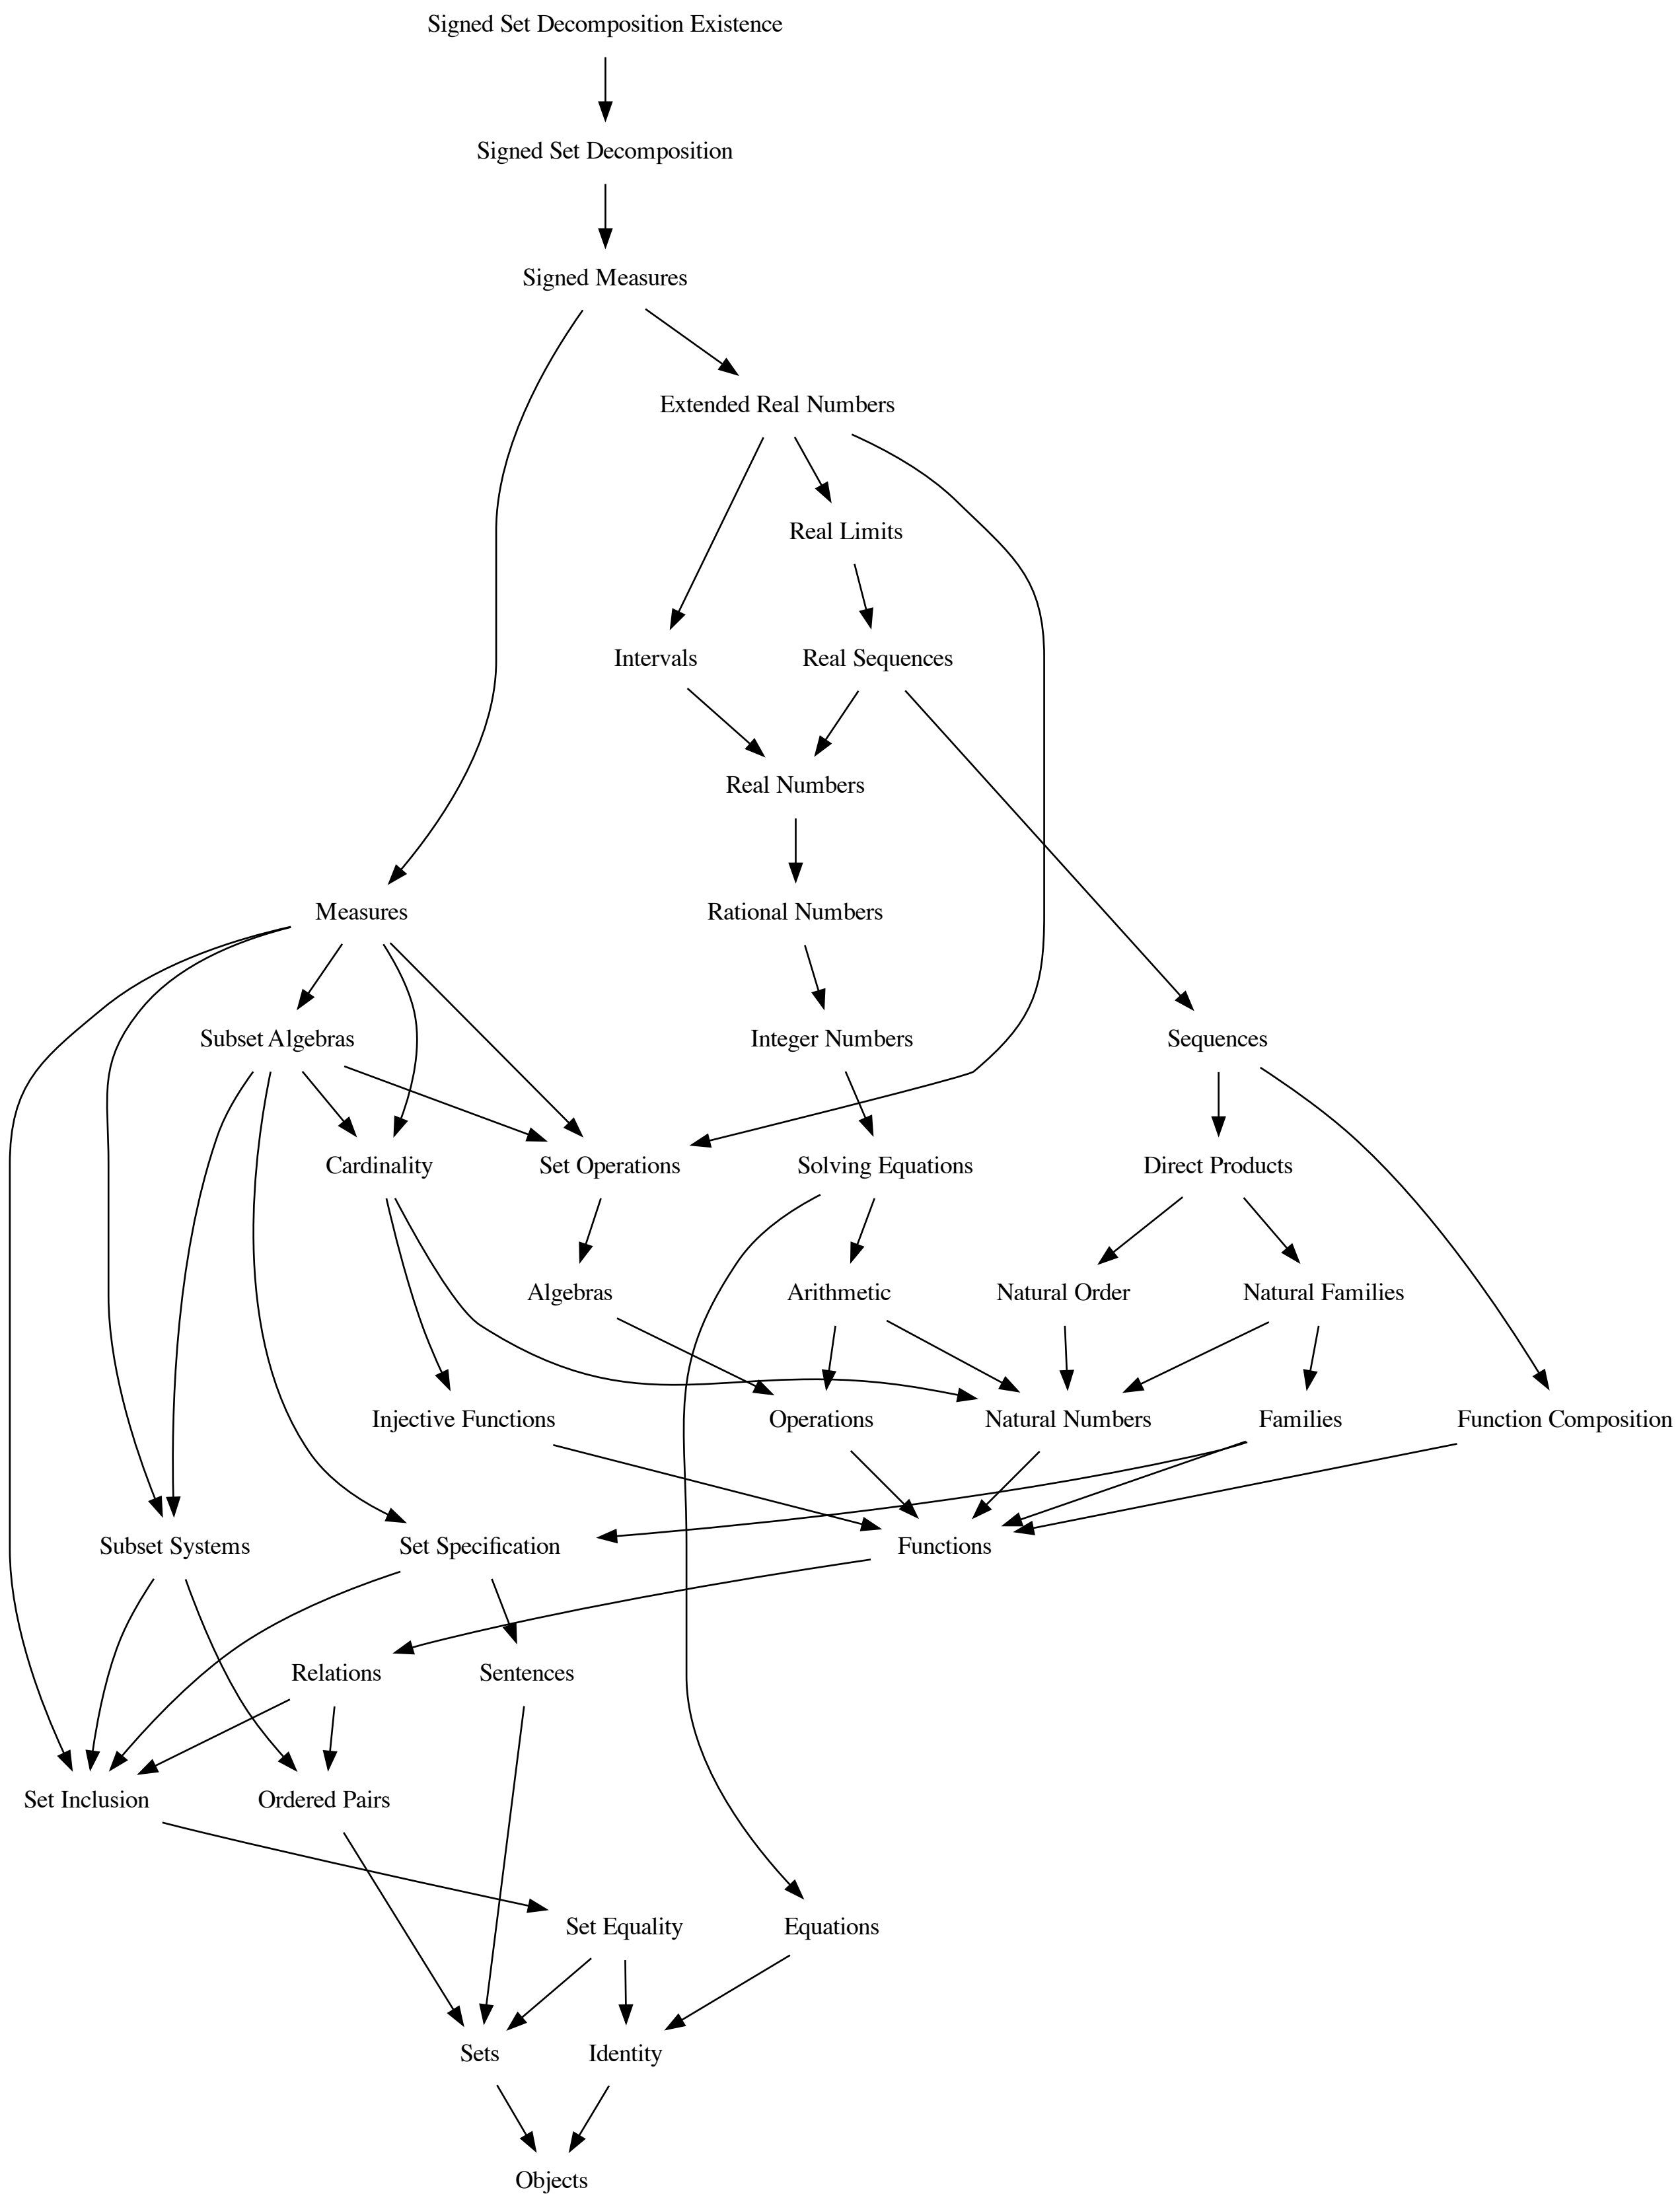 Signed Set Decomposition Existence
Signed Set Decomposition
Signed Measures
Extended Real Numbers
Real Limits
Intervals
Real Sequences
Real Numbers
Measures
Rational Numbers
Subset Algebras
Integer Numbers
Sequences
Cardinality
Set Operations
Solving Equations
Direct Products
Algebras
Arithmetic
Natural Order
Natural Families
Injective Functions
Operations
Natural Numbers
Families
Function Composition
Subset Systems
Set Specification
Functions
Relations
Sentences
Set Inclusion
Ordered Pairs
Set Equality
Equations
Sets
Identity
Objects